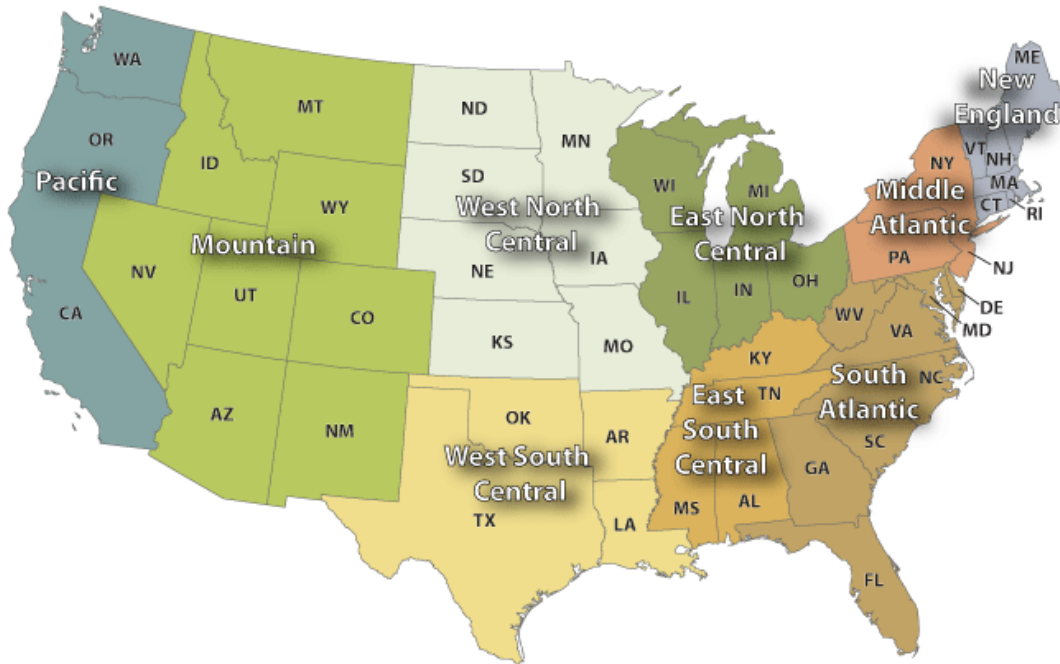 WA
OR
Pacific
CA
MT
ID
WY
Mountain
NV
UT
CO
AZ
NM
ND
MN
SD
West North
Central
NE
IA
KS
MO
WI
MI
East North
Central
IL
IN
OH
ME
New
England
VT
NH
MA
CT
RI
NY
Middle
Atlantic
PA
NJ
DE
MD
WV
VA
South
Atlantic
NC
SC
GA
FL
KY
TN
East
South
Central
MS
AL
OK
AR
West South
Central
TX
LA